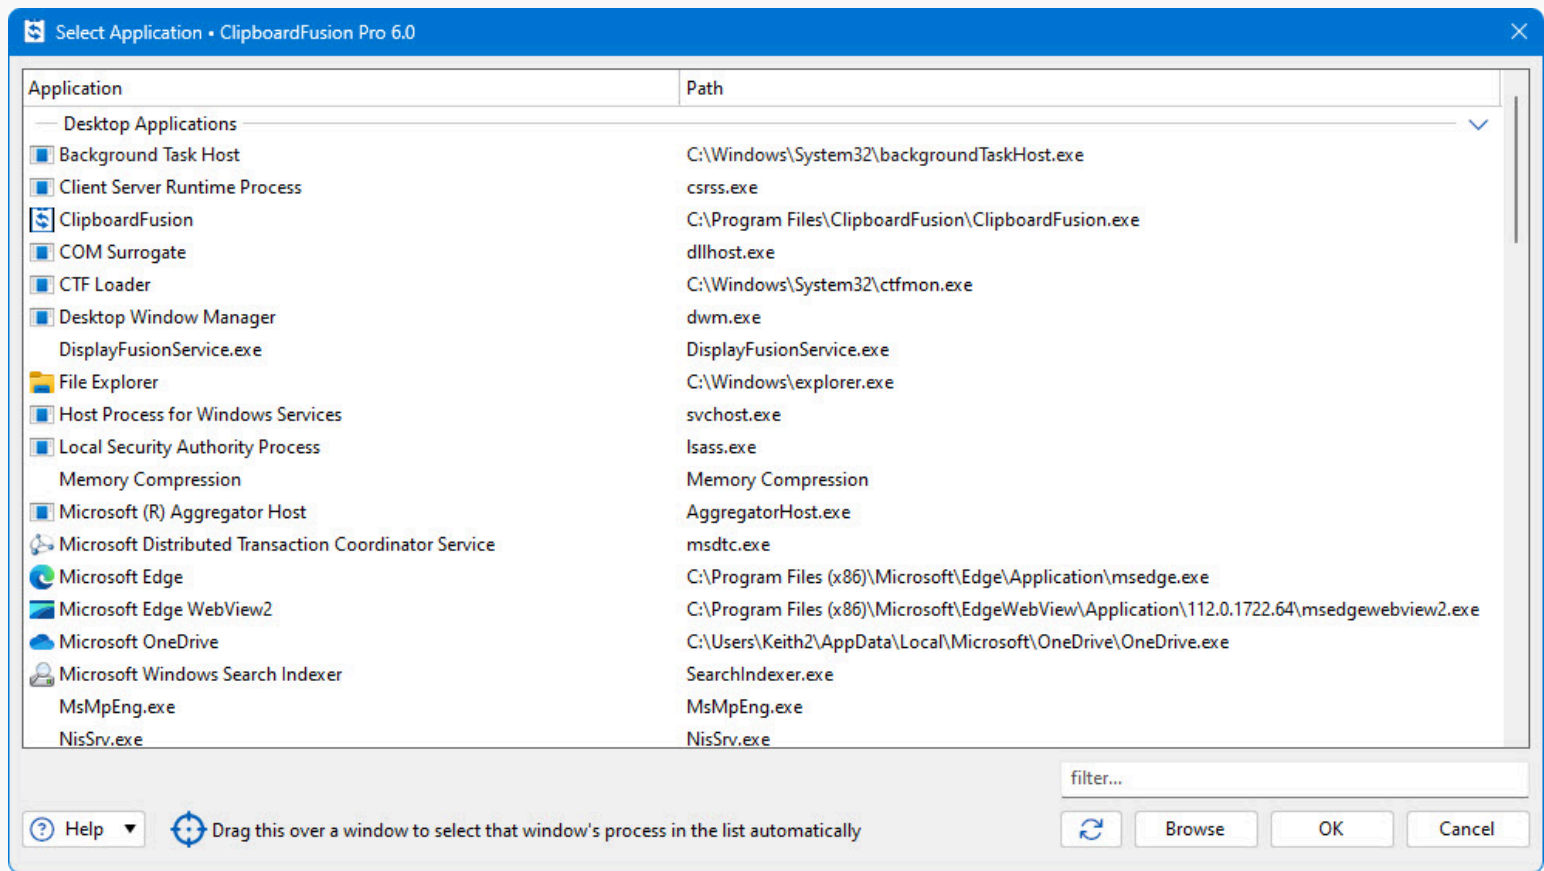 Select Application • ClipboardFusion Pro 6.0
Application Path
Desktop Applications
Background Task Host C:\Windows\System32\backgroundTaskHost.exe
Client Server Runtime Process csrss.exe
ClipboardFusion C:\Program Files\ClipboardFusion\ClipboardFusion.exe
COM Surrogate dllhost.exe
CTF Loader C:\Windows\System32\ctfmon.exe
Desktop Window Manager dwm.exe
DisplayFusionService.exe DisplayFusionService.exe
File Explorer C:\Windows\explorer.exe
Host Process for Windows Services svchost.exe
Local Security Authority Process lsass.exe
Memory Compression Memory Compression
Microsoft (R) Aggregator Host AggregatorHost.exe
Microsoft Distributed Transaction Coordinator Service msdtc.exe
Microsoft Edge C:\Program Files (x86)\Microsoft\Edge\Application\msedge.exe
Microsoft Edge WebView2 C:\Program Files (x86)\Microsoft\EdgeWebView\Application\112.0.1722.64\msedgewebview2.exe
Microsoft OneDrive C:\Users\Keith2\AppData\Local\Microsoft\OneDrive\OneDrive.exe
Microsoft Windows Search Indexer SearchIndexer.exe
MsMpEng.exe MsMpEng.exe
NisSrv.exe NisSrv.exe
filter...
Help Drag this over a window to select that window's process in the list automatically Browse OK Cancel